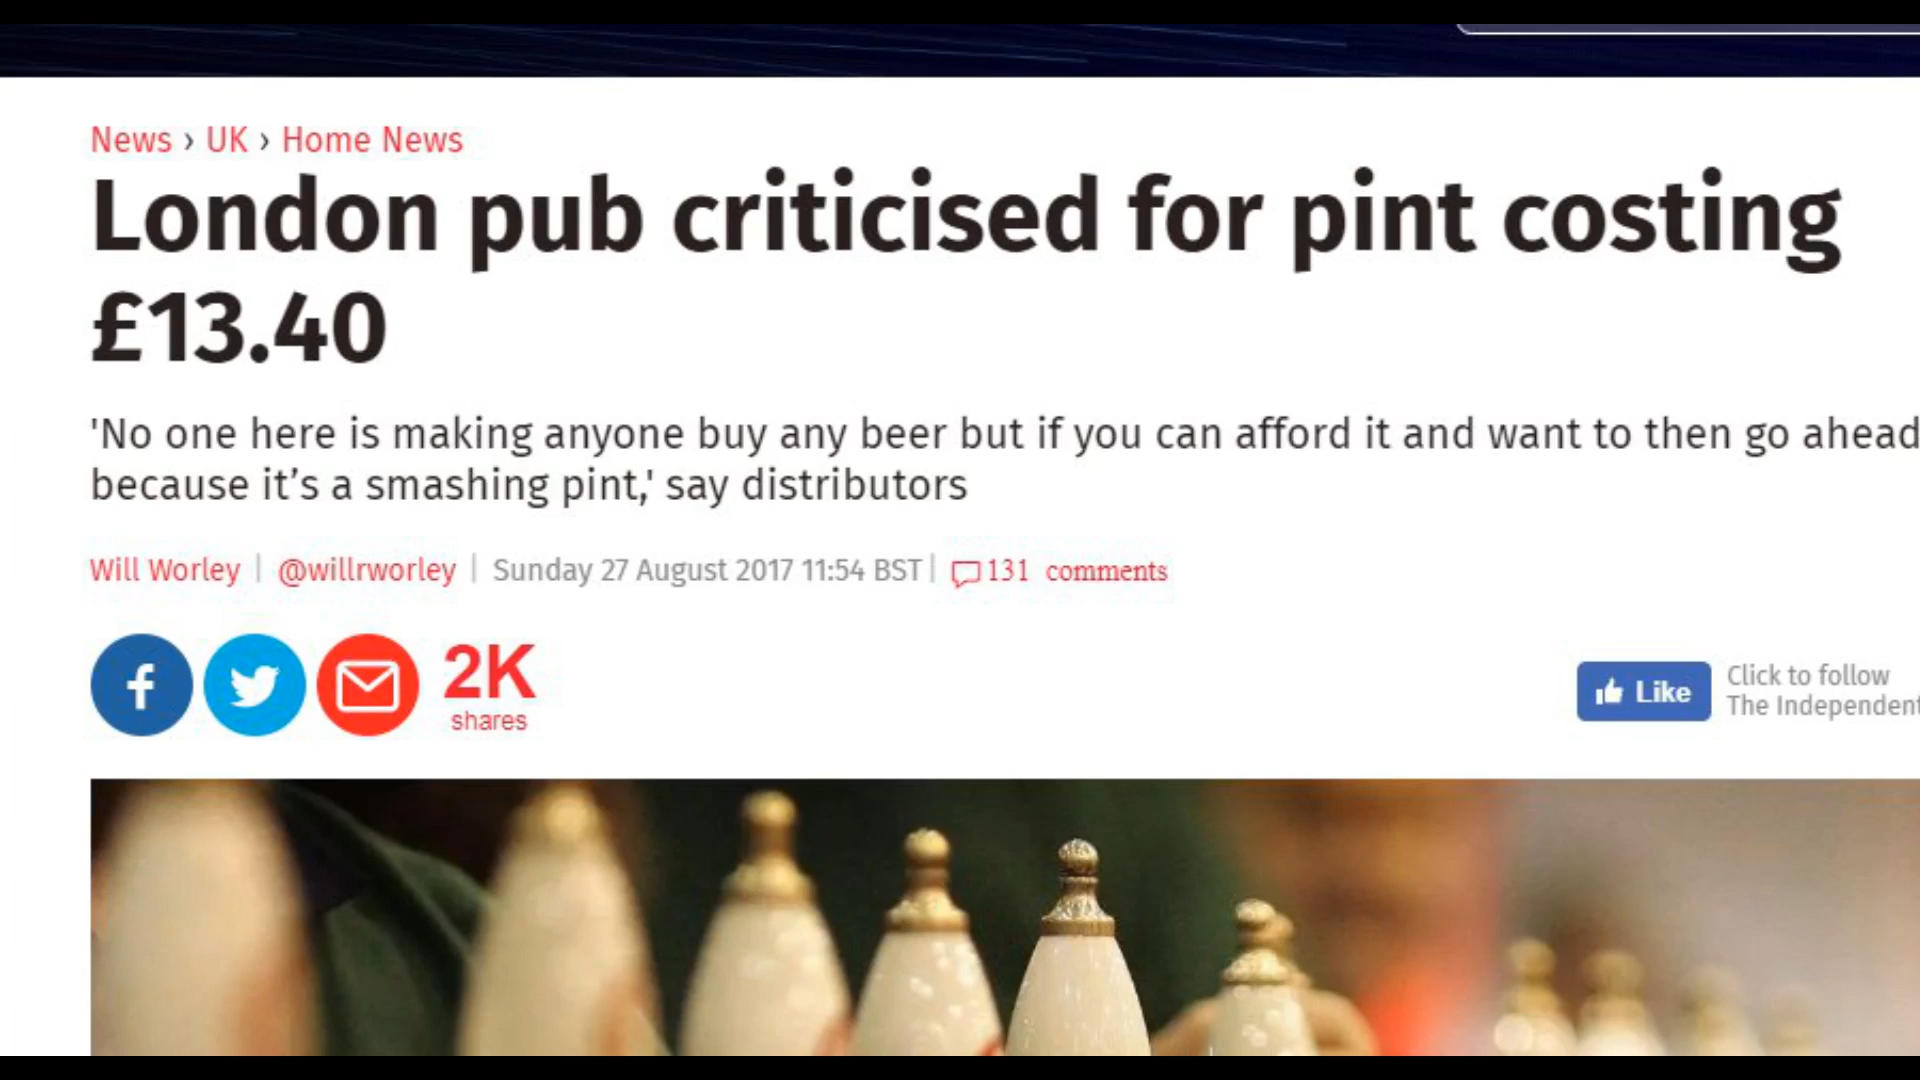 News › UK › Home News
London pub criticised for pint costing
£13.40
'No one here is making anyone buy any beer but if you can afford it and want to then go ahead
because it’s a smashing pint,' say distributors
Will Worley | @willrworley | Sunday 27 August 2017 11:54 BST | 131 comments
2K
shares
Like
Click to follow
The Independent